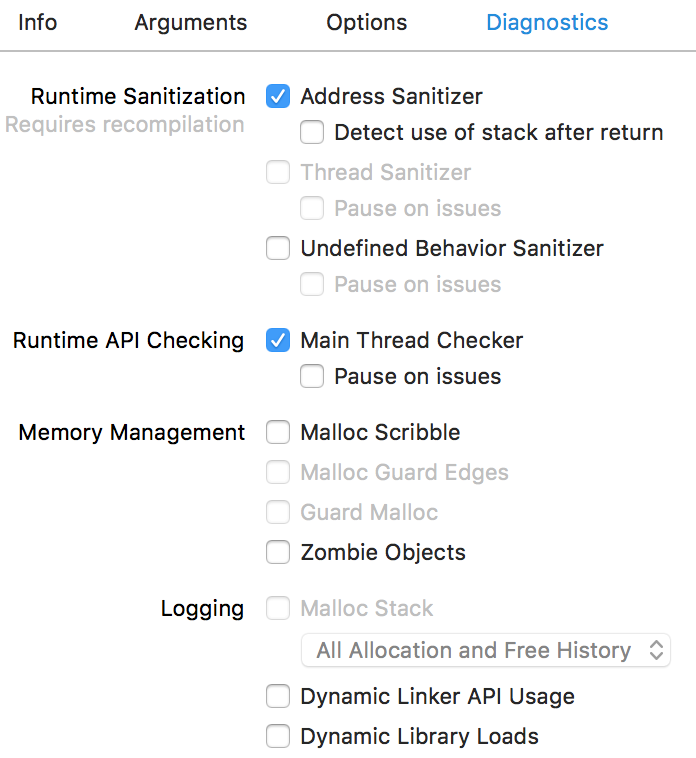 Info Arguments Options Diagnostics
Runtime Sanitization Address Sanitizer
Requires recompilation
Detect use of stack after return
Thread Sanitizer
Pause on issues
Undefined Behavior Sanitizer
Pause on issues
Runtime API Checking Main Thread Checker
Pause on issues
Memory Management Malloc Scribble
Malloc Guard Edges
Guard Malloc
Zombie Objects
Logging Malloc Stack
All Allocation and Free History
Dynamic Linker API Usage
Dynamic Library Loads